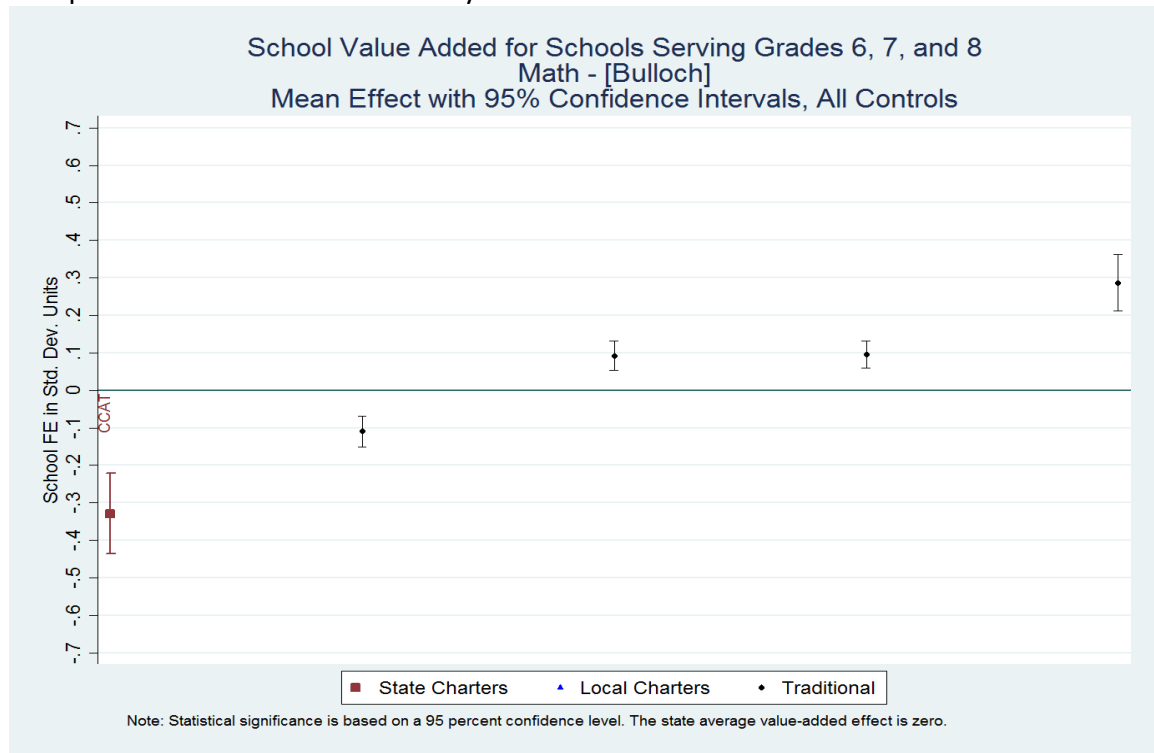 School Value Added for Schools Serving Grades 6, 7, and 8
Math - [Bulloch]
Mean Effect with 95% Confidence Intervals, All Controls
School FE in Std. Dev. Units
.7
.6
.5
.4
.3
.2
.1
0
-.1
-.2
-.3
-.4
-.5
-.6
-.7
CCAT
State Charters Local Charters Traditional
Note: Statistical significance is based on a 95 percent confidence level. The state average value-added effect is zero.